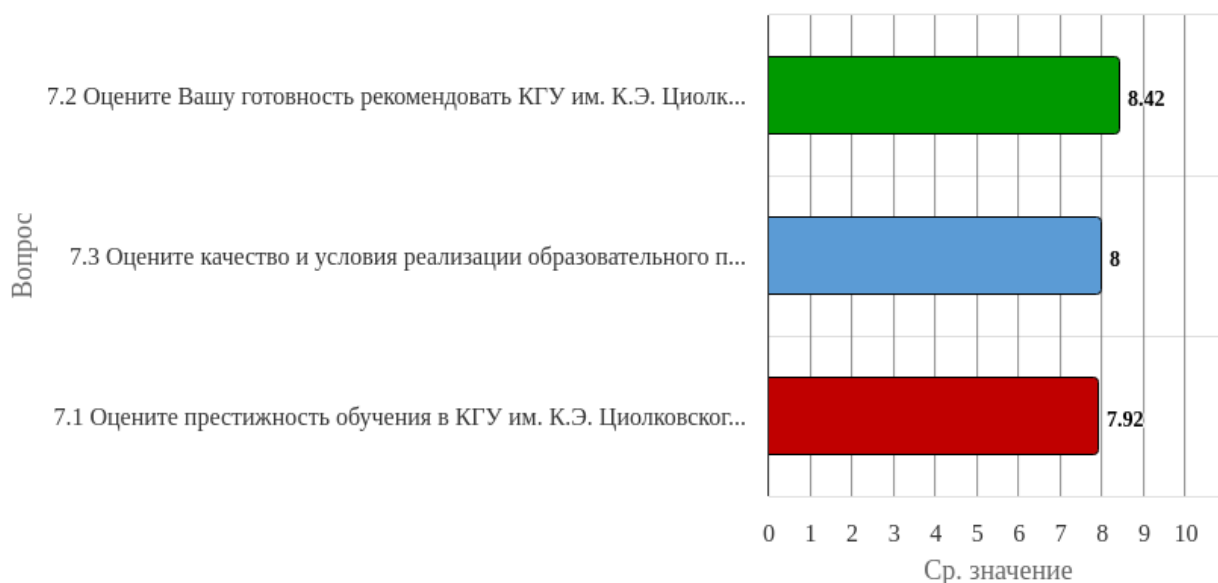 7.2 Оцените Вашу готовность рекомендовать КГУ им. К.Э. Циолк...
8.42
7.3 Оцените качество и условия реализации образовательного п...
8
7.1 Оцените престижность обучения в КГУ им. К.Э. Циолковског...
7.92
Вопрос
0 1 2 3 4 5 6 7 8 9 10
Ср. значение